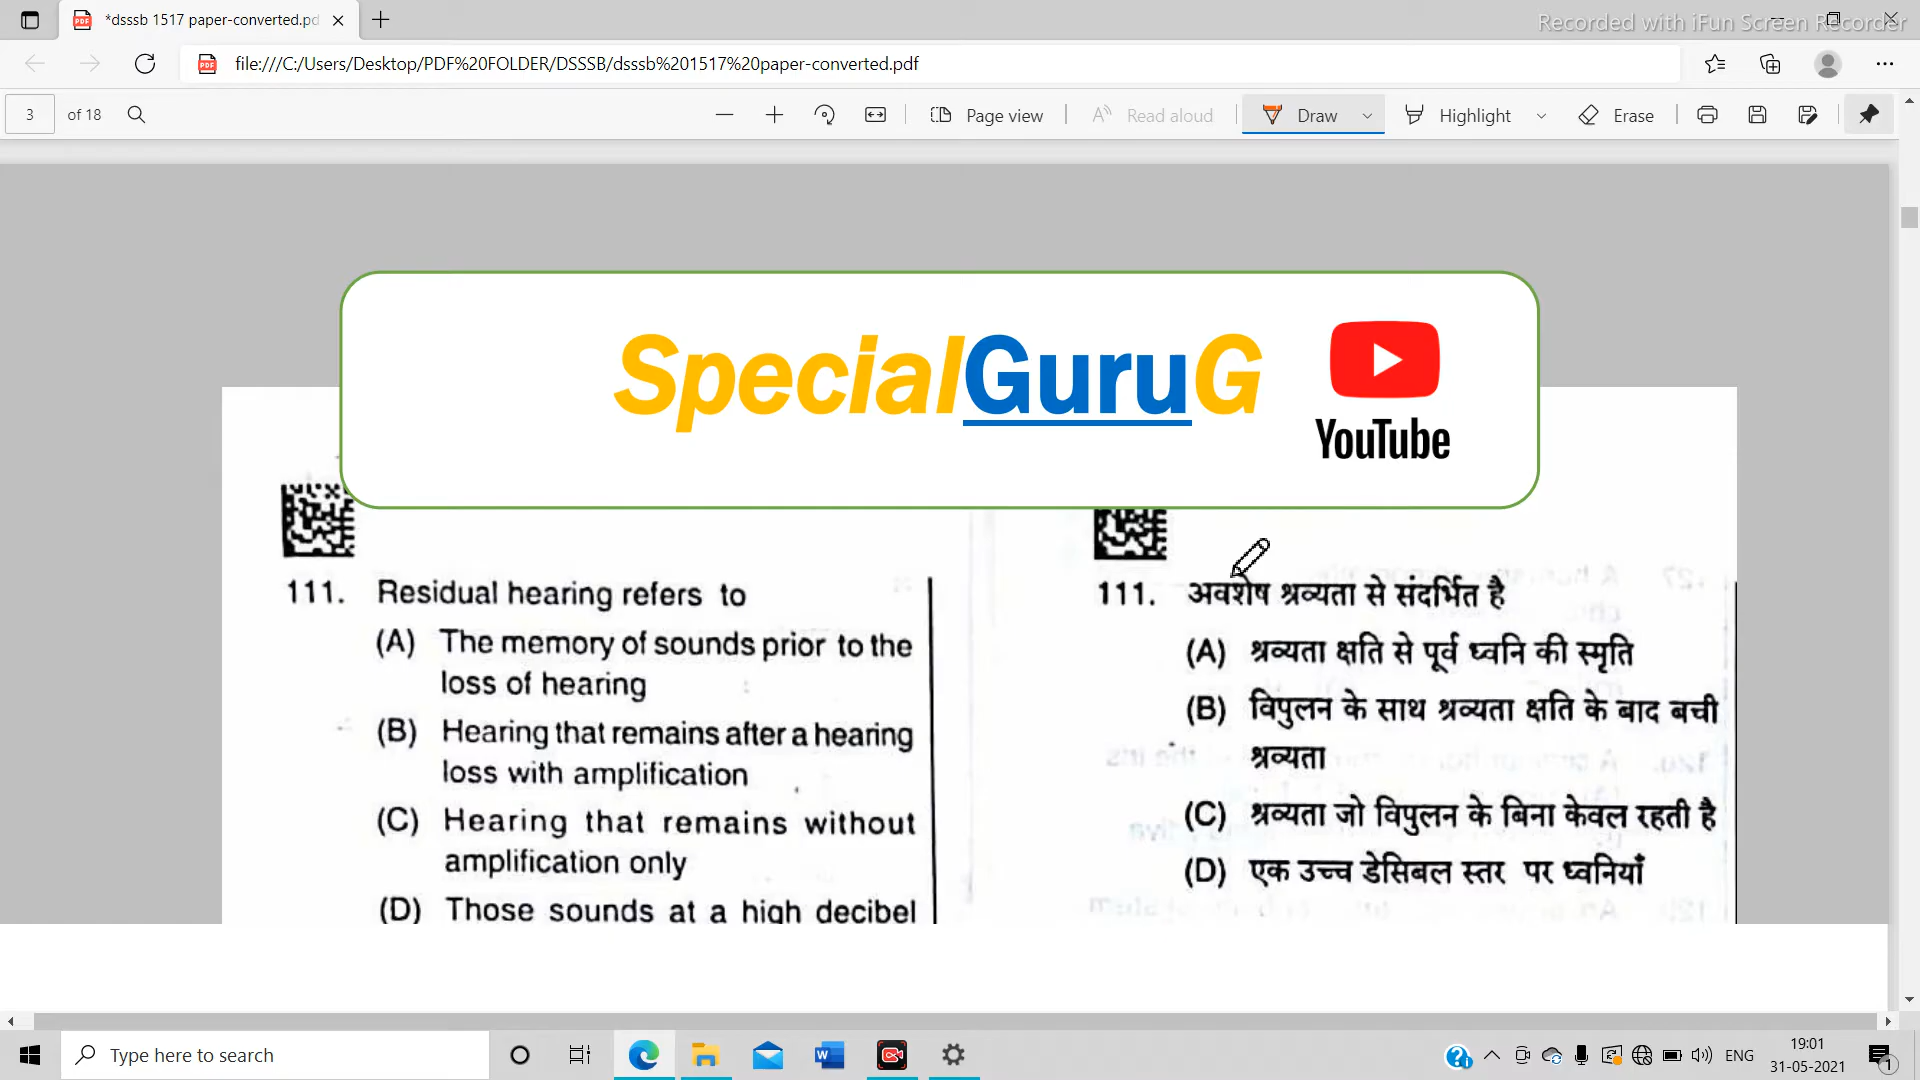 *dsssb 1517 paper-converted.pd
Recorded with iFun Screen Recorder
file:///C:/Users/Desktop/PDF%20FOLDER/DSSSB/dsssb%201517%20paper-converted.pdf
3 of 18
Page view
Read aloud
Draw
Highlight
Erase
SpecialGuruG
YouTube
111. Residual hearing refers to
(A) The memory of sounds prior to the
loss of hearing
(B) Hearing that remains after a hearing
loss with amplification
(C) Hearing that remains without
amplification only
(D) Those sounds at a high decibel
111. अवशेष श्रव्यता से संदर्भित है
(A) श्रव्यता क्षति से पूर्व ध्वनि की स्मृति
(B) विपुलन के साथ श्रव्यता क्षति के बाद बची
श्रव्यता
(C) श्रव्यता जो विपुलन के बिना केवल रहती है
(D) एक उच्च डेसिबल स्तर पर ध्वनियाँ
Type here to search
ENG
19:01
31-05-2021
1